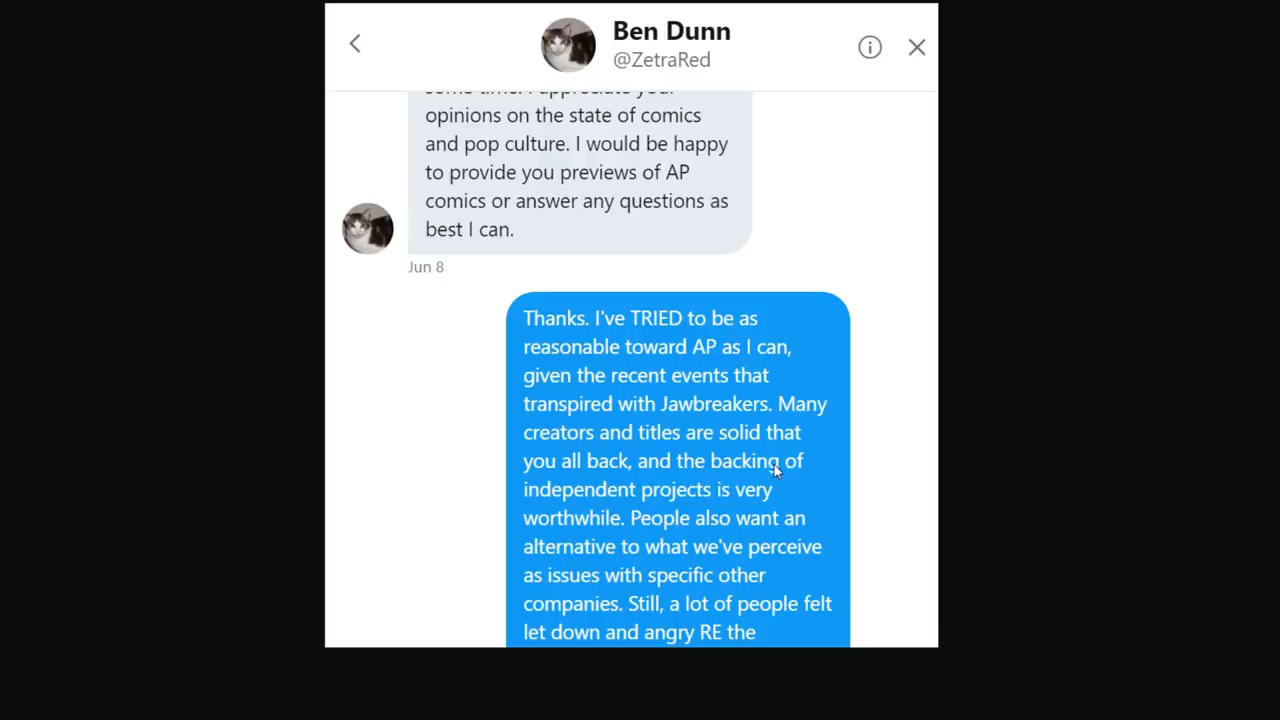 Ben Dunn
@ZetraRed
some time. I appreciate your
opinions on the state of comics
and pop culture. I would be happy
to provide you previews of AP
comics or answer any questions as
best I can.
Jun 8
Thanks. I've TRIED to be as
reasonable toward AP as I can,
given the recent events that
transpired with Jawbreakers. Many
creators and titles are solid that
you all back, and the backing of
independent projects is very
worthwhile. People also want an
alternative to what we've perceive
as issues with specific other
companies. Still, a lot of people felt
let down and angry RE the